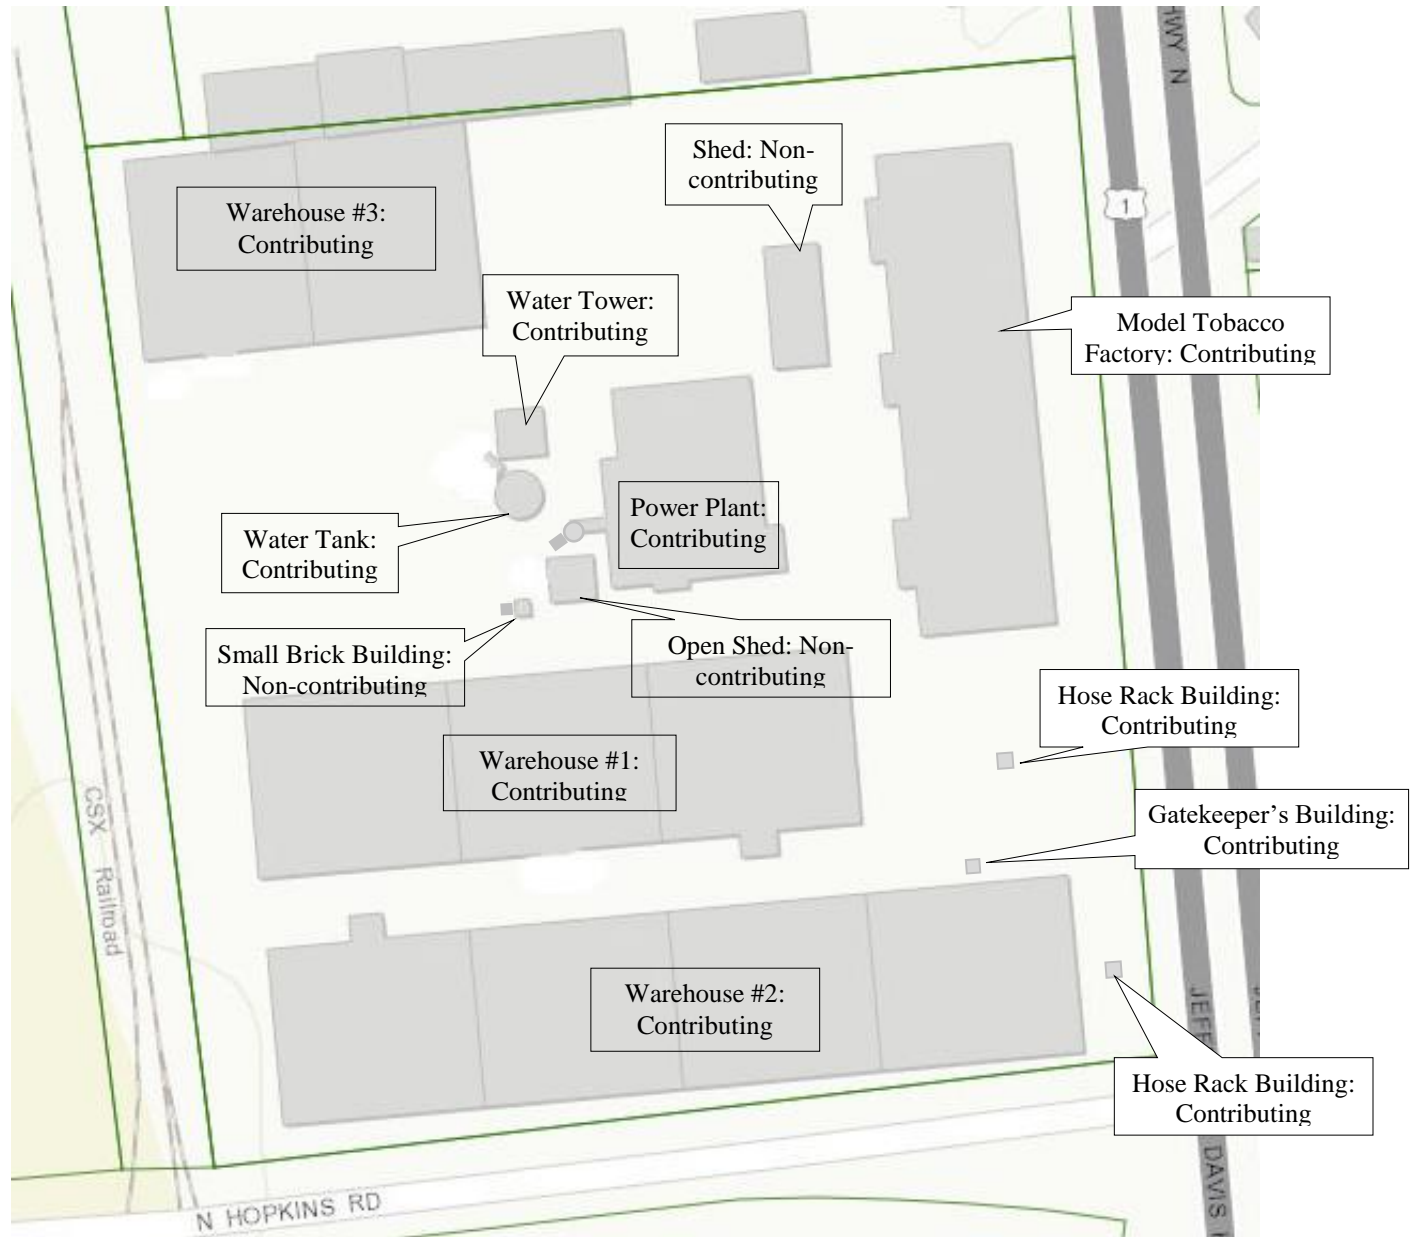 HWY N
Shed: Non-
contributing
1
Warehouse #3:
Contributing
Water Tower:
Contributing
Model Tobacco
Factory: Contributing
Power Plant:
Contributing
Water Tank:
Contributing
Small Brick Building:
Non-contributing
Open Shed: Non-
contributing
Hose Rack Building:
Contributing
Warehouse #1:
Contributing
CSX Railroad
Gatekeeper’s Building:
Contributing
Warehouse #2:
Contributing
JEFF
Hose Rack Building:
Contributing
DAVIS
N HOPKINS RD